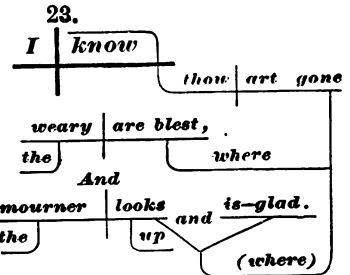 23.
I know
thou art gone
weary are blest,
the where
And
mourner looks and is-glad.
the up
(where)